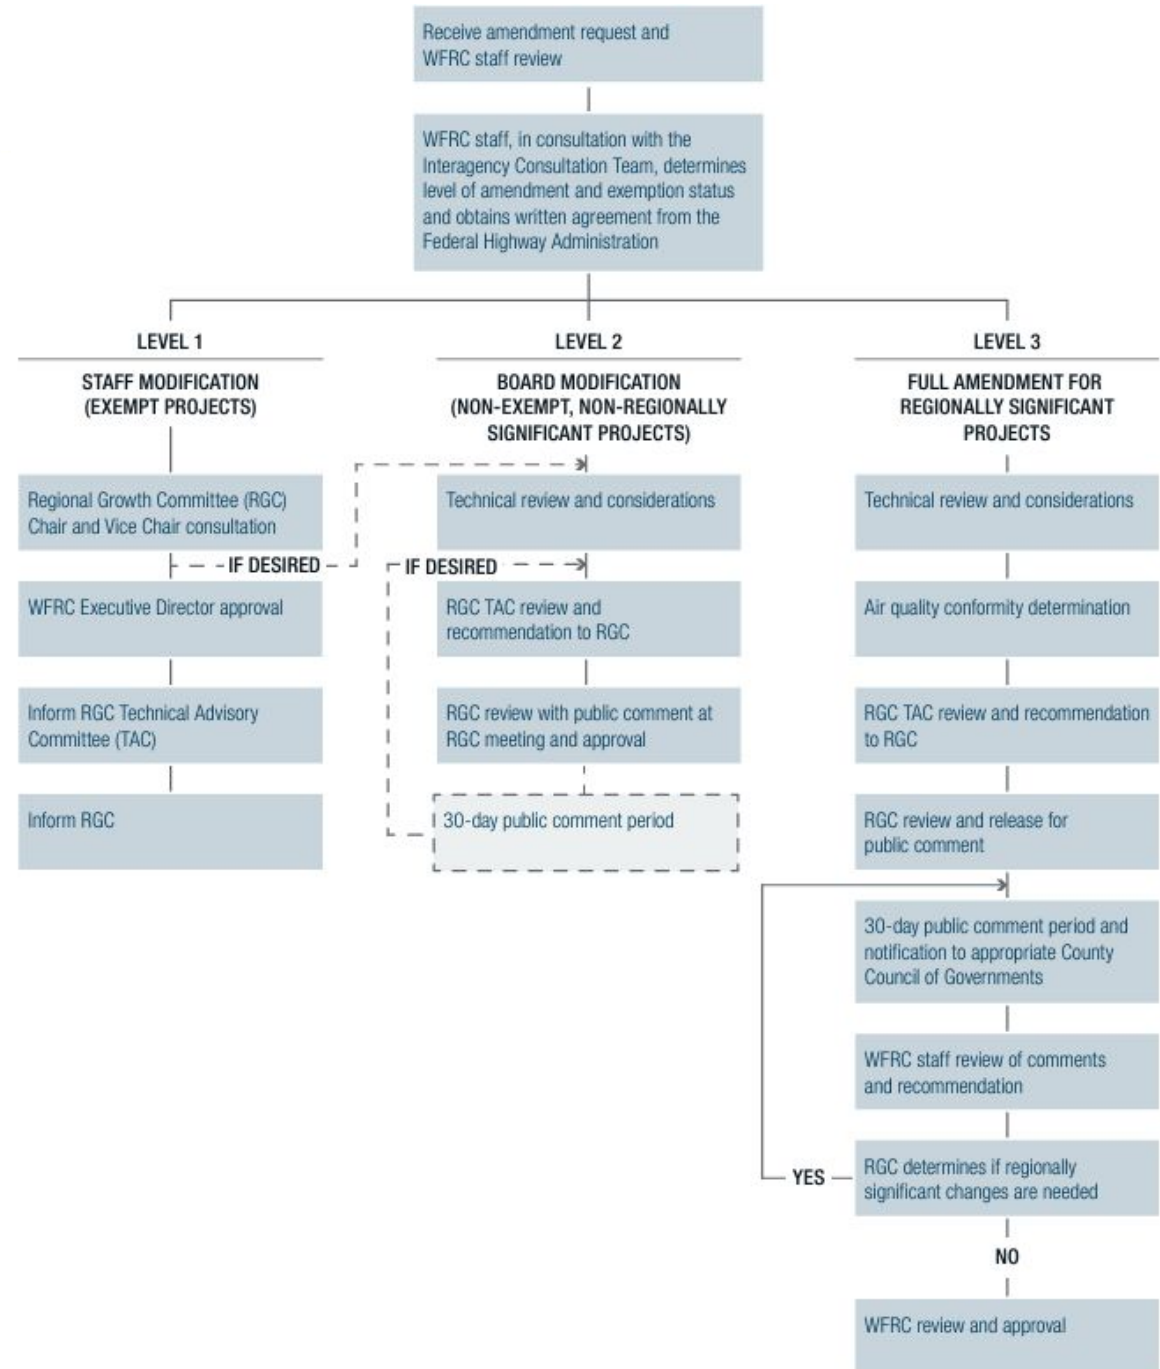 Receive amendment request and
WFRC staff review
WFRC staff, in consultation with the
Interagency Consultation Team, determines
level of amendment and exemption status
and obtains written agreement from the
Federal Highway Administration
LEVEL 1
STAFF MODIFICATION
(EXEMPT PROJECTS)
Regional Growth Committee (RGC)
Chair and Vice Chair consultation
IF DESIRED
WFRC Executive Director approval
Inform RGC Technical Advisory
Committee (TAC)
Inform RGC
LEVEL 2
BOARD MODIFICATION
(NON-EXEMPT, NON-REGIONALLY
SIGNIFICANT PROJECTS)
Technical review and considerations
IF DESIRED
RGC TAC review and
recommendation to RGC
RGC review with public comment at
RGC meeting and approval
30-day public comment period
LEVEL 3
FULL AMENDMENT FOR
REGIONALLY SIGNIFICANT
PROJECTS
Technical review and considerations
Air quality conformity determination
RGC TAC review and recommendation
to RGC
RGC review and release for
public comment
30-day public comment period and
notification to appropriate County
Council of Governments
WFRC staff review of comments
and recommendation
RGC determines if regionally
significant changes are needed
YES
NO
WFRC review and approval